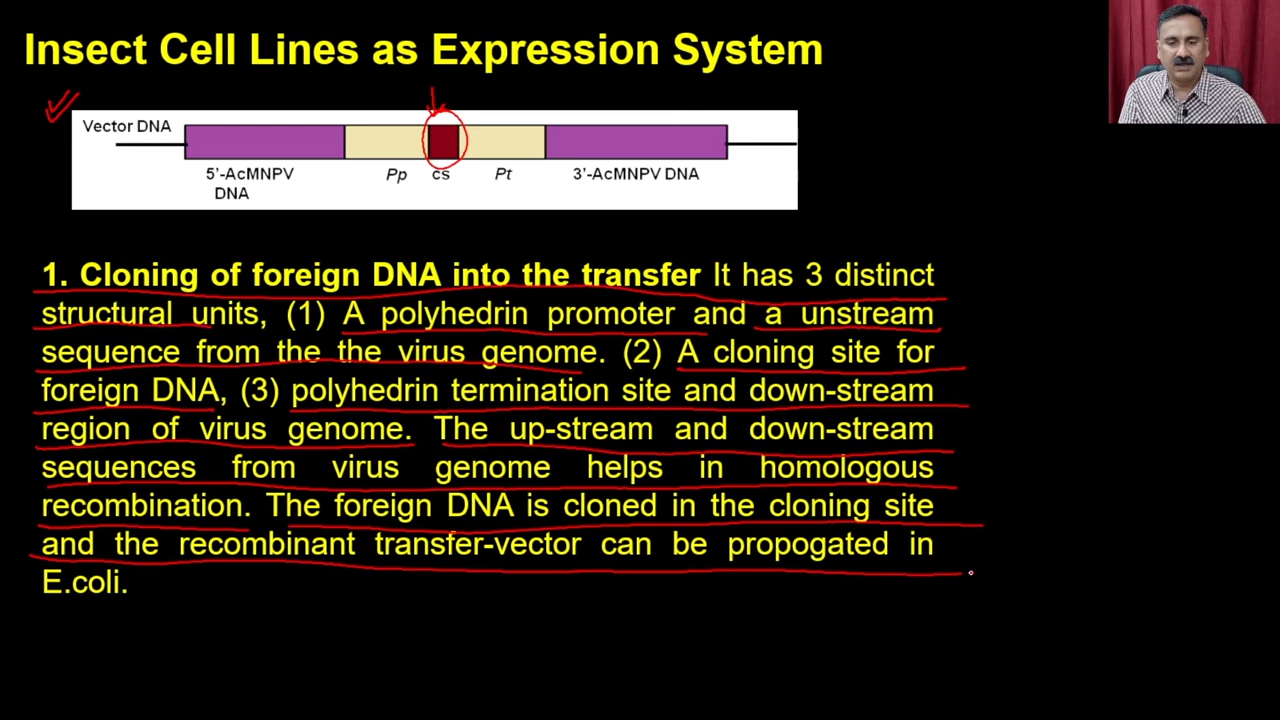 Insect Cell Lines as Expression System
Vector DNA
5'-AcMNPV DNA
Pp
cs
Pt
3'-AcMNPV DNA
1. Cloning of foreign DNA into the transfer It has 3 distinct
structural units, (1) A polyhedrin promoter and a unstream
sequence from the the virus genome. (2) A cloning site for
foreign DNA, (3) polyhedrin termination site and down-stream
region of virus genome. The up-stream and down-stream
sequences from virus genome helps in homologous
recombination. The foreign DNA is cloned in the cloning site
and the recombinant transfer-vector can be propogated in
E.coli.